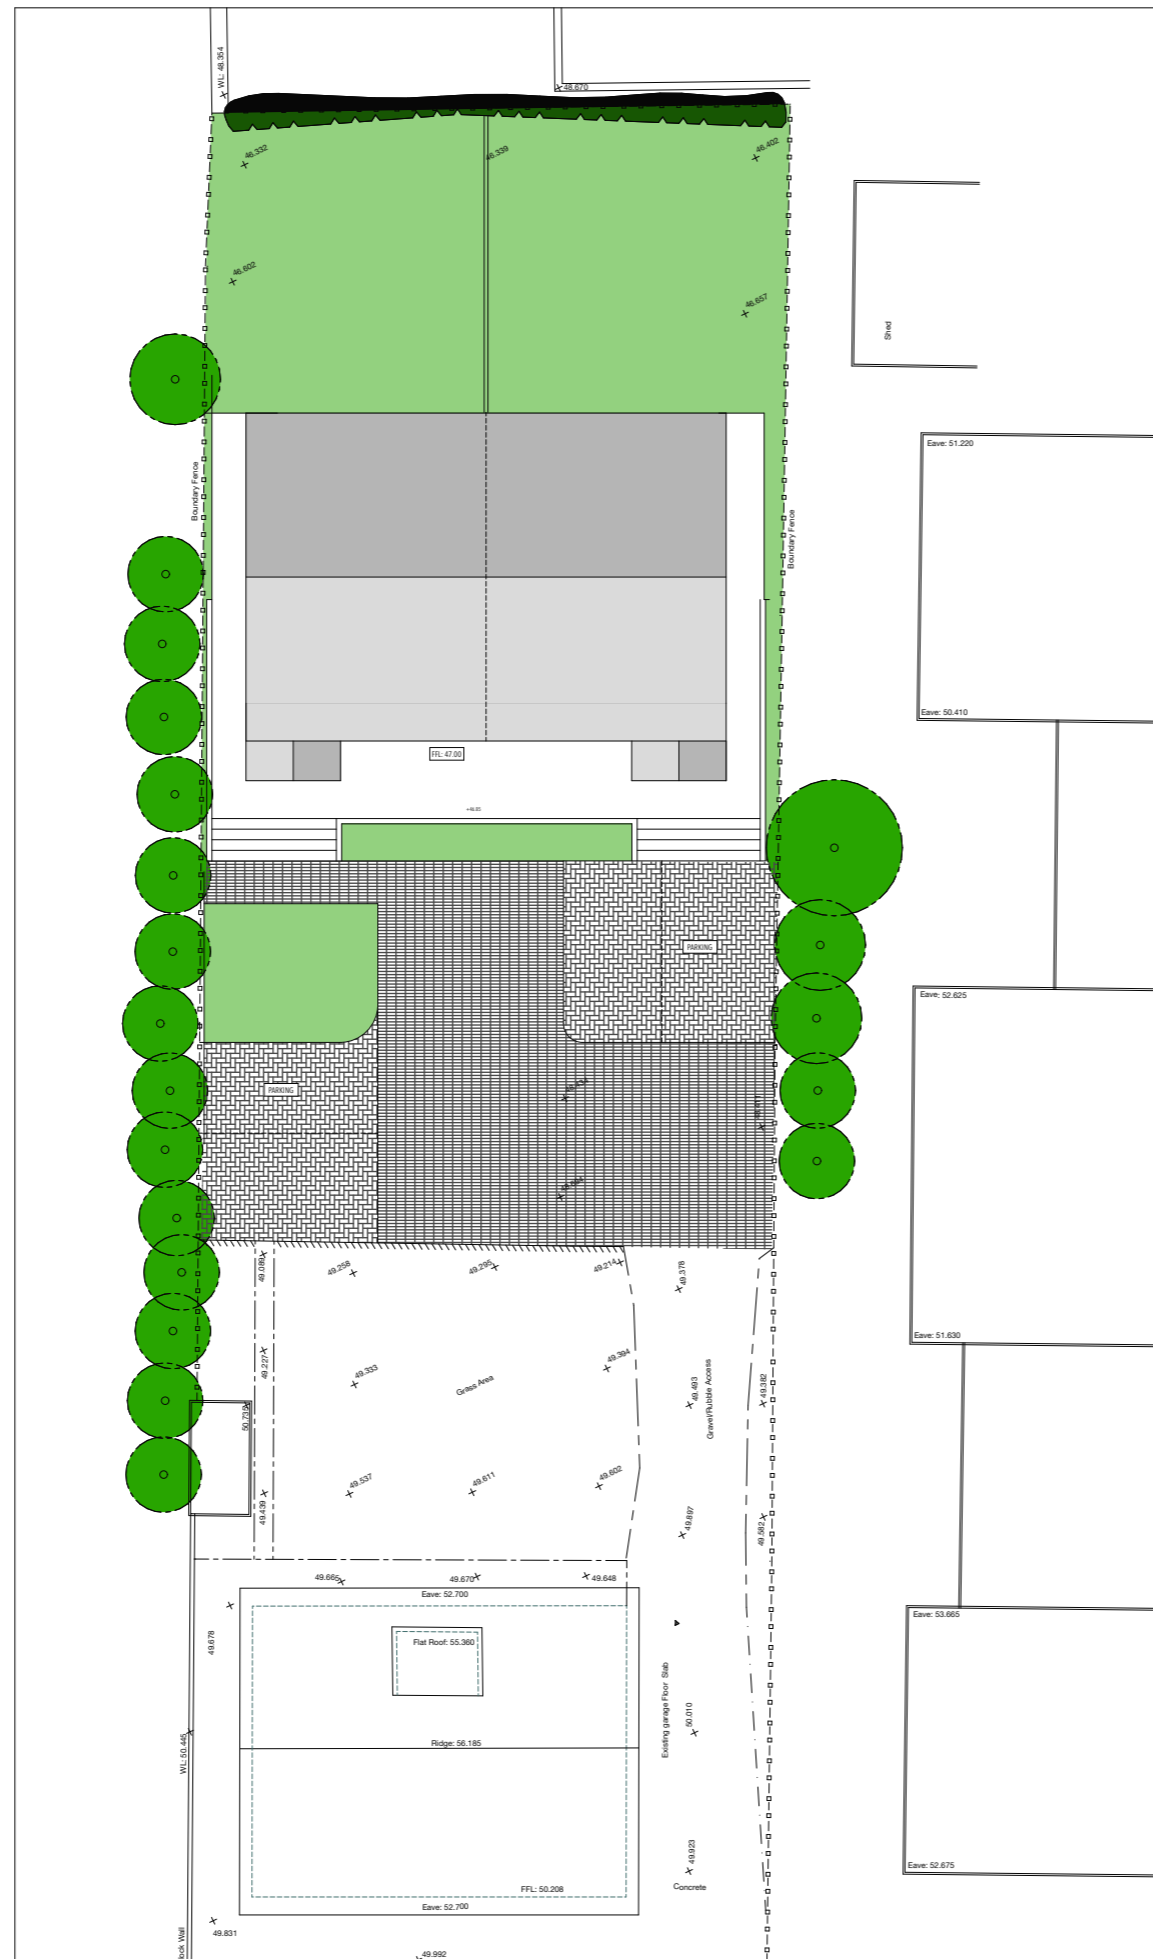 WL: 48.354
48.670
46.332
46.339
46.402
46.602
46.657
Shed
Boundary Fence
Boundary Fence
Eave: 51.220
Eave: 50.410
FFL: 47.00
PARKING
PARKING
Eave: 52.625
49.089
49.258
49.295
49.214
49.378
49.227
49.333
49.394
49.493
49.382
Grass Area
Gravel/Rubble Access
Eave: 51.630
49.439
49.537
49.611
49.602
49.897
49.582
49.665
49.670
49.648
Eave: 52.700
Eave: 53.665
49.678
Flat Roof: 55.360
Existing garage Floor Slab
50.010
WL: 50.445
Ridge: 56.185
49.923
Concrete
Eave: 52.675
FFL: 50.208
Eave: 52.700
49.831
49.992